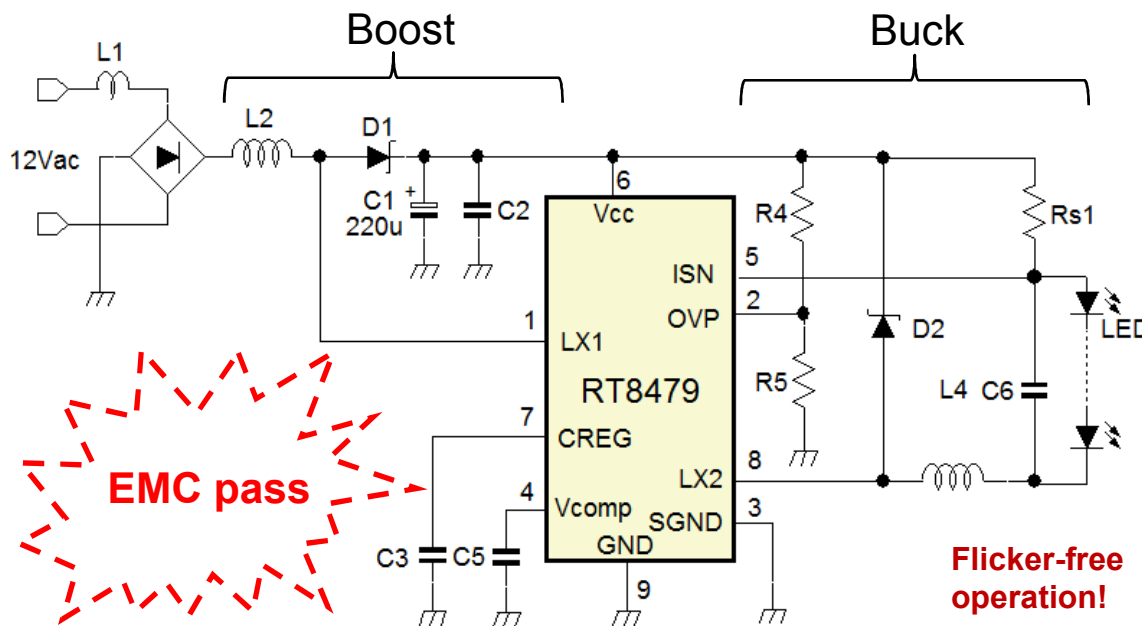 Boost
Buck
L1
L2
D1
12Vac
C1
+
220u
C2
6
Vcc
R4
Rs1
ISN
5
OVP
2
1
LX1
D2
LED
RT8479
R5
L4
C6
7
CREG
EMC pass
4
Vcomp
LX2
8
SGND
3
GND
C3
C5
9
Flicker-free
operation!